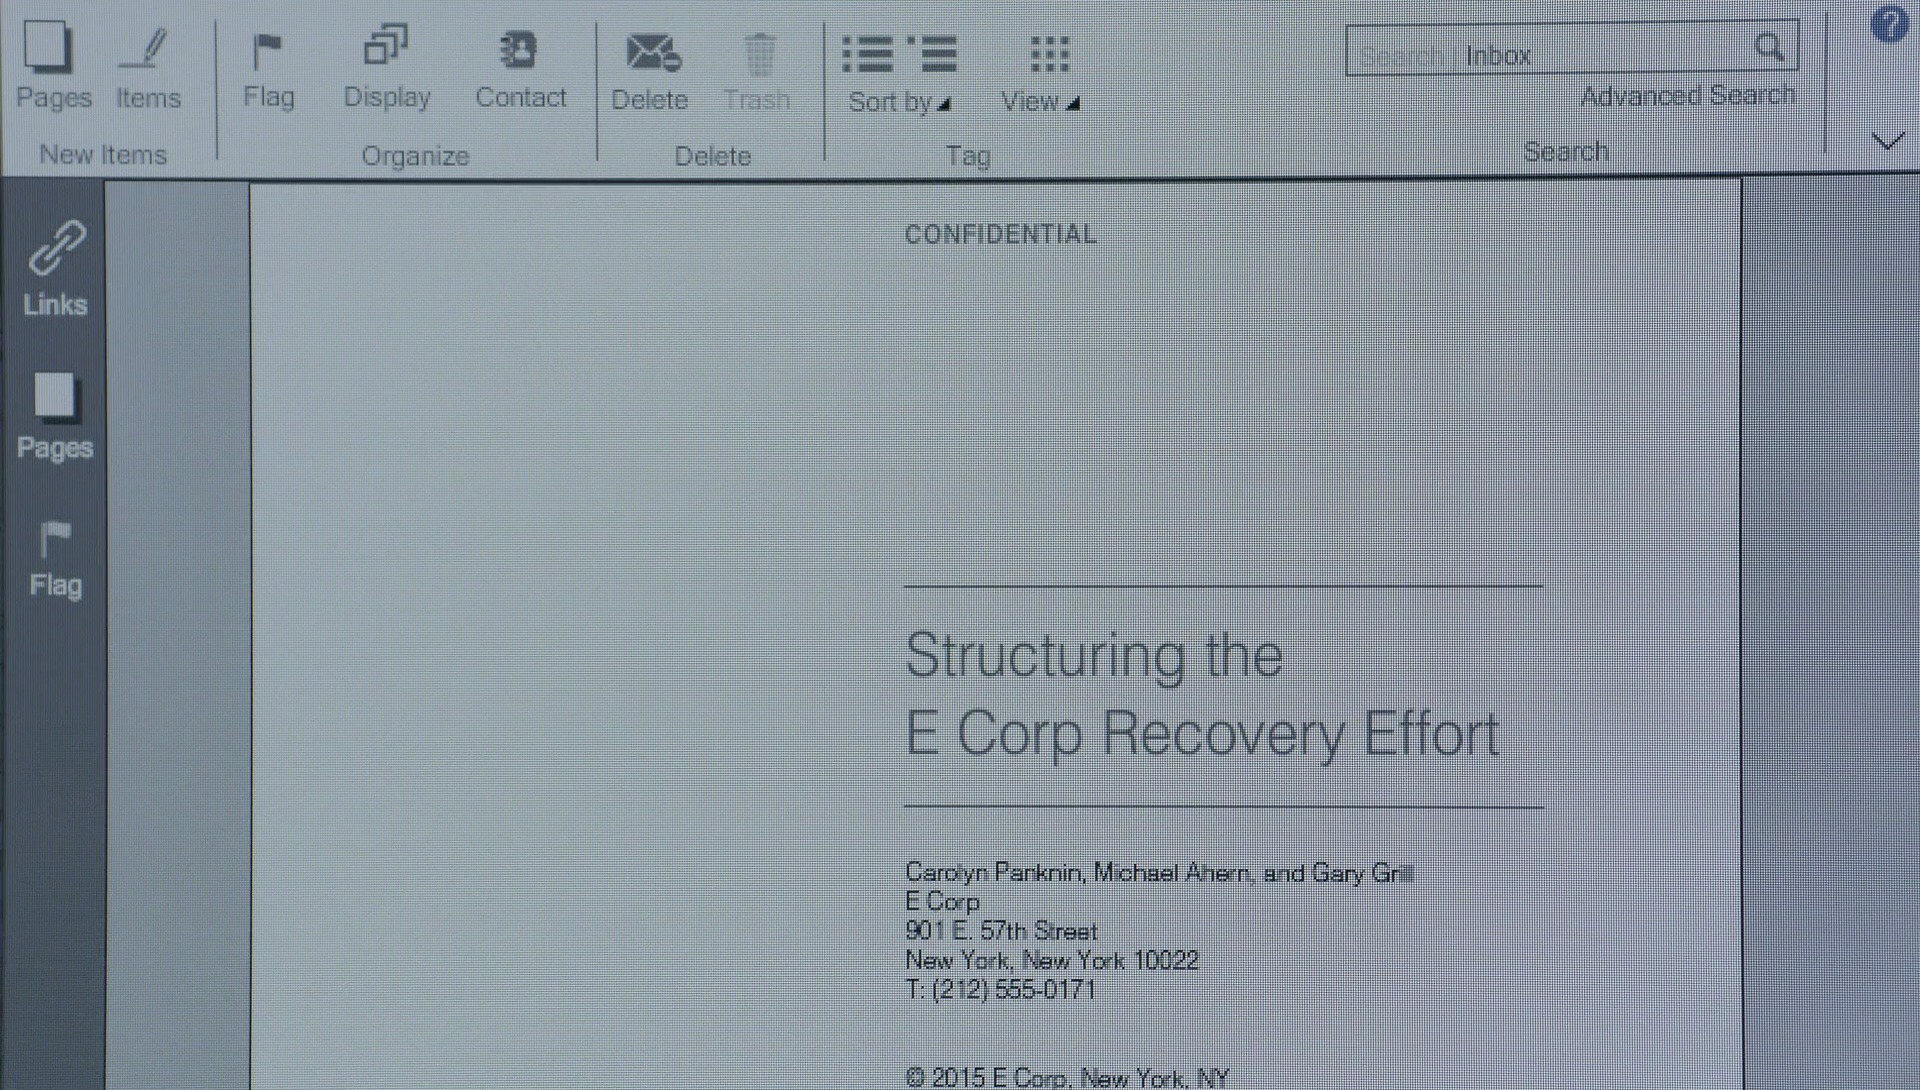 Pages Items Flag Display Contact Delete Trash Sort by View
Search Inbox
Advanced Search
New Items Organize Delete Tag Search
?
Links
Pages
Flag
CONFIDENTIAL
Structuring the
E Corp Recovery Effort
Carolyn Panknin, Michael Ahern, and Gary Grill
E Corp
901 E. 57th Street
New York, New York 10022
T: (212) 555-0171
© 2015 E Corp, New York, NY